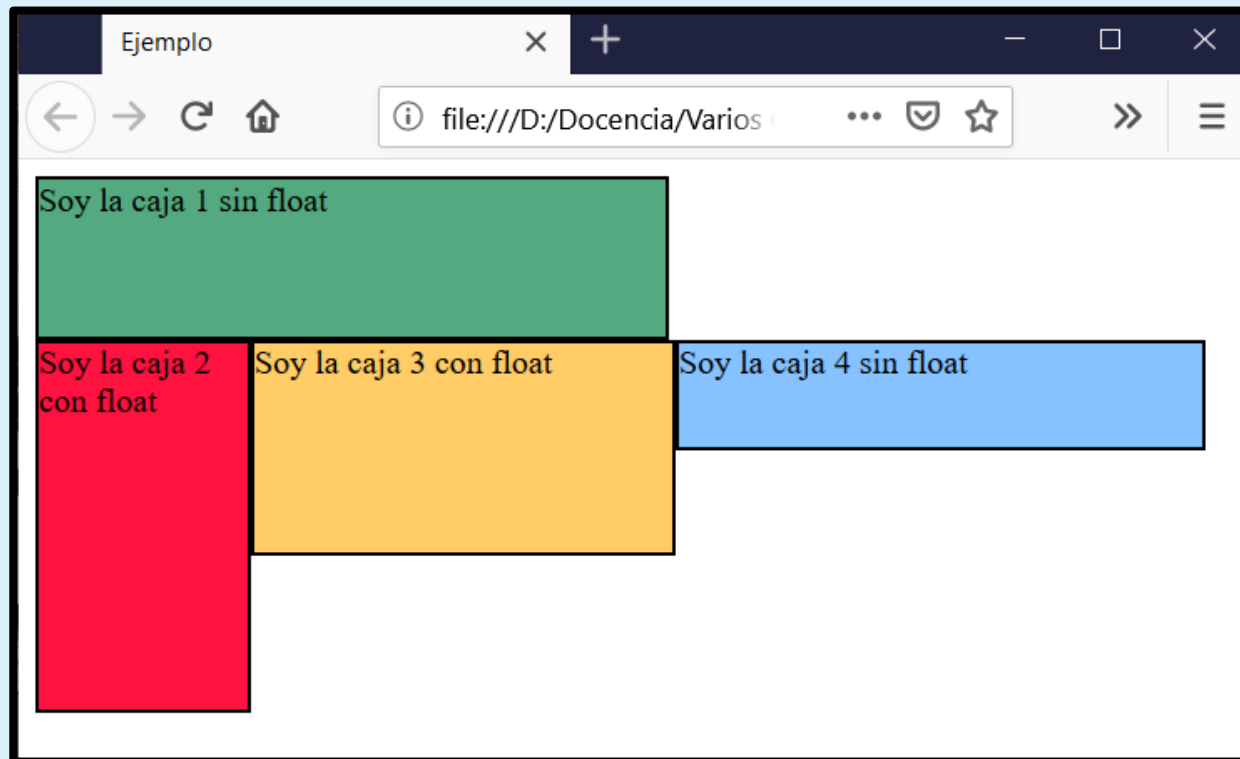 Ejemplo
file:///D:/Docencia/Varios
Soy la caja 1 sin float
Soy la caja 2
con float
Soy la caja 3 con float
Soy la caja 4 sin float